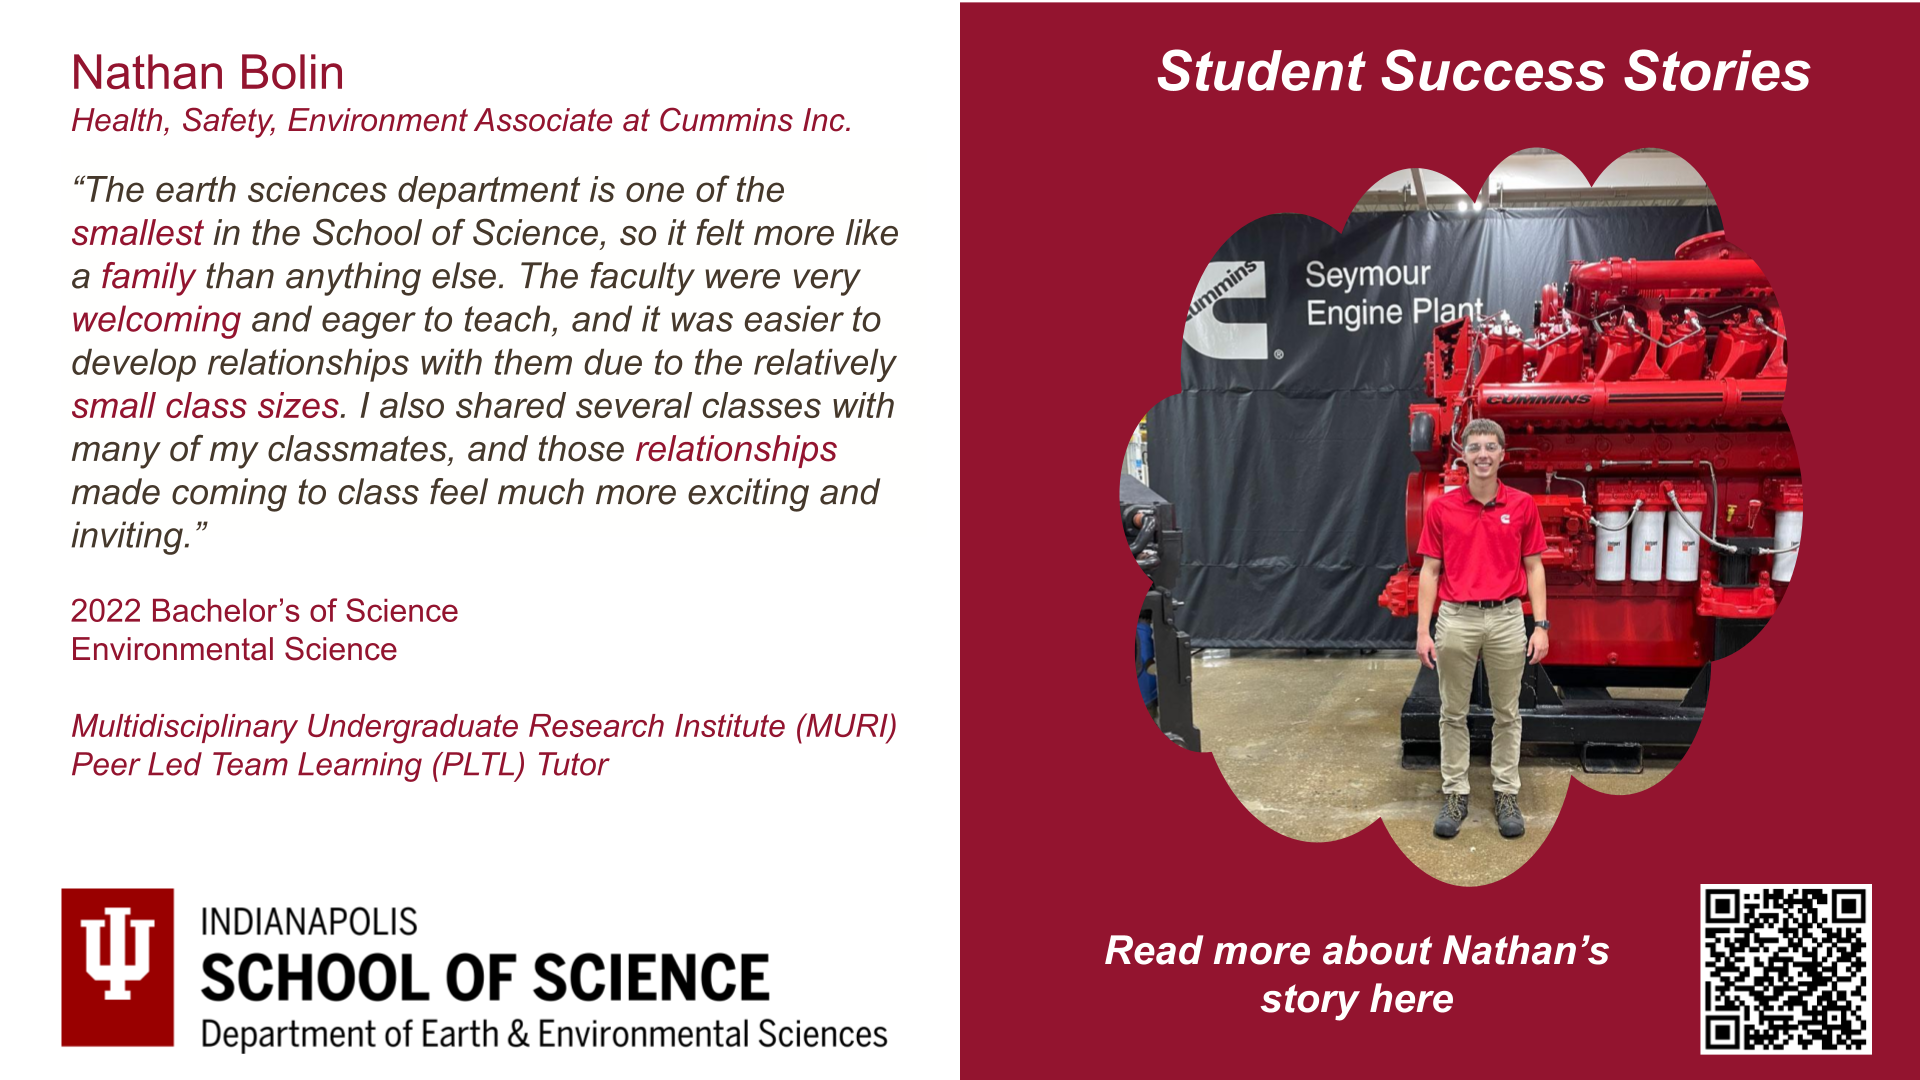 Nathan Bolin
Health, Safety, Environment Associate at Cummins Inc.
“The earth sciences department is one of the
smallest in the School of Science, so it felt more like
a family than anything else. The faculty were very
welcoming and eager to teach, and it was easier to
develop relationships with them due to the relatively
small class sizes. I also shared several classes with
many of my classmates, and those relationships
made coming to class feel much more exciting and
inviting.”
2022 Bachelor’s of Science
Environmental Science
Multidisciplinary Undergraduate Research Institute (MURI)
Peer Led Team Learning (PLTL) Tutor
INDIANAPOLIS
SCHOOL OF SCIENCE
Department of Earth & Environmental Sciences
Student Success Stories
Cummins
®
Seymour
Engine Plant
CUMMINS
Read more about Nathan’s
story here